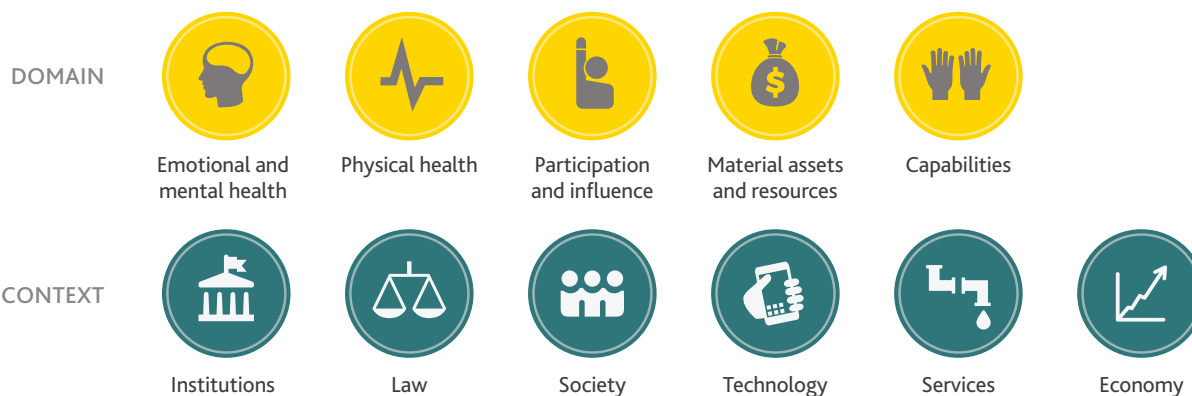 DOMAIN
$
Emotional and
mental health
Physical health
Participation
and influence
Material assets
and resources
Capabilities
CONTEXT
Institutions
Law
Society
Technology
Services
Economy